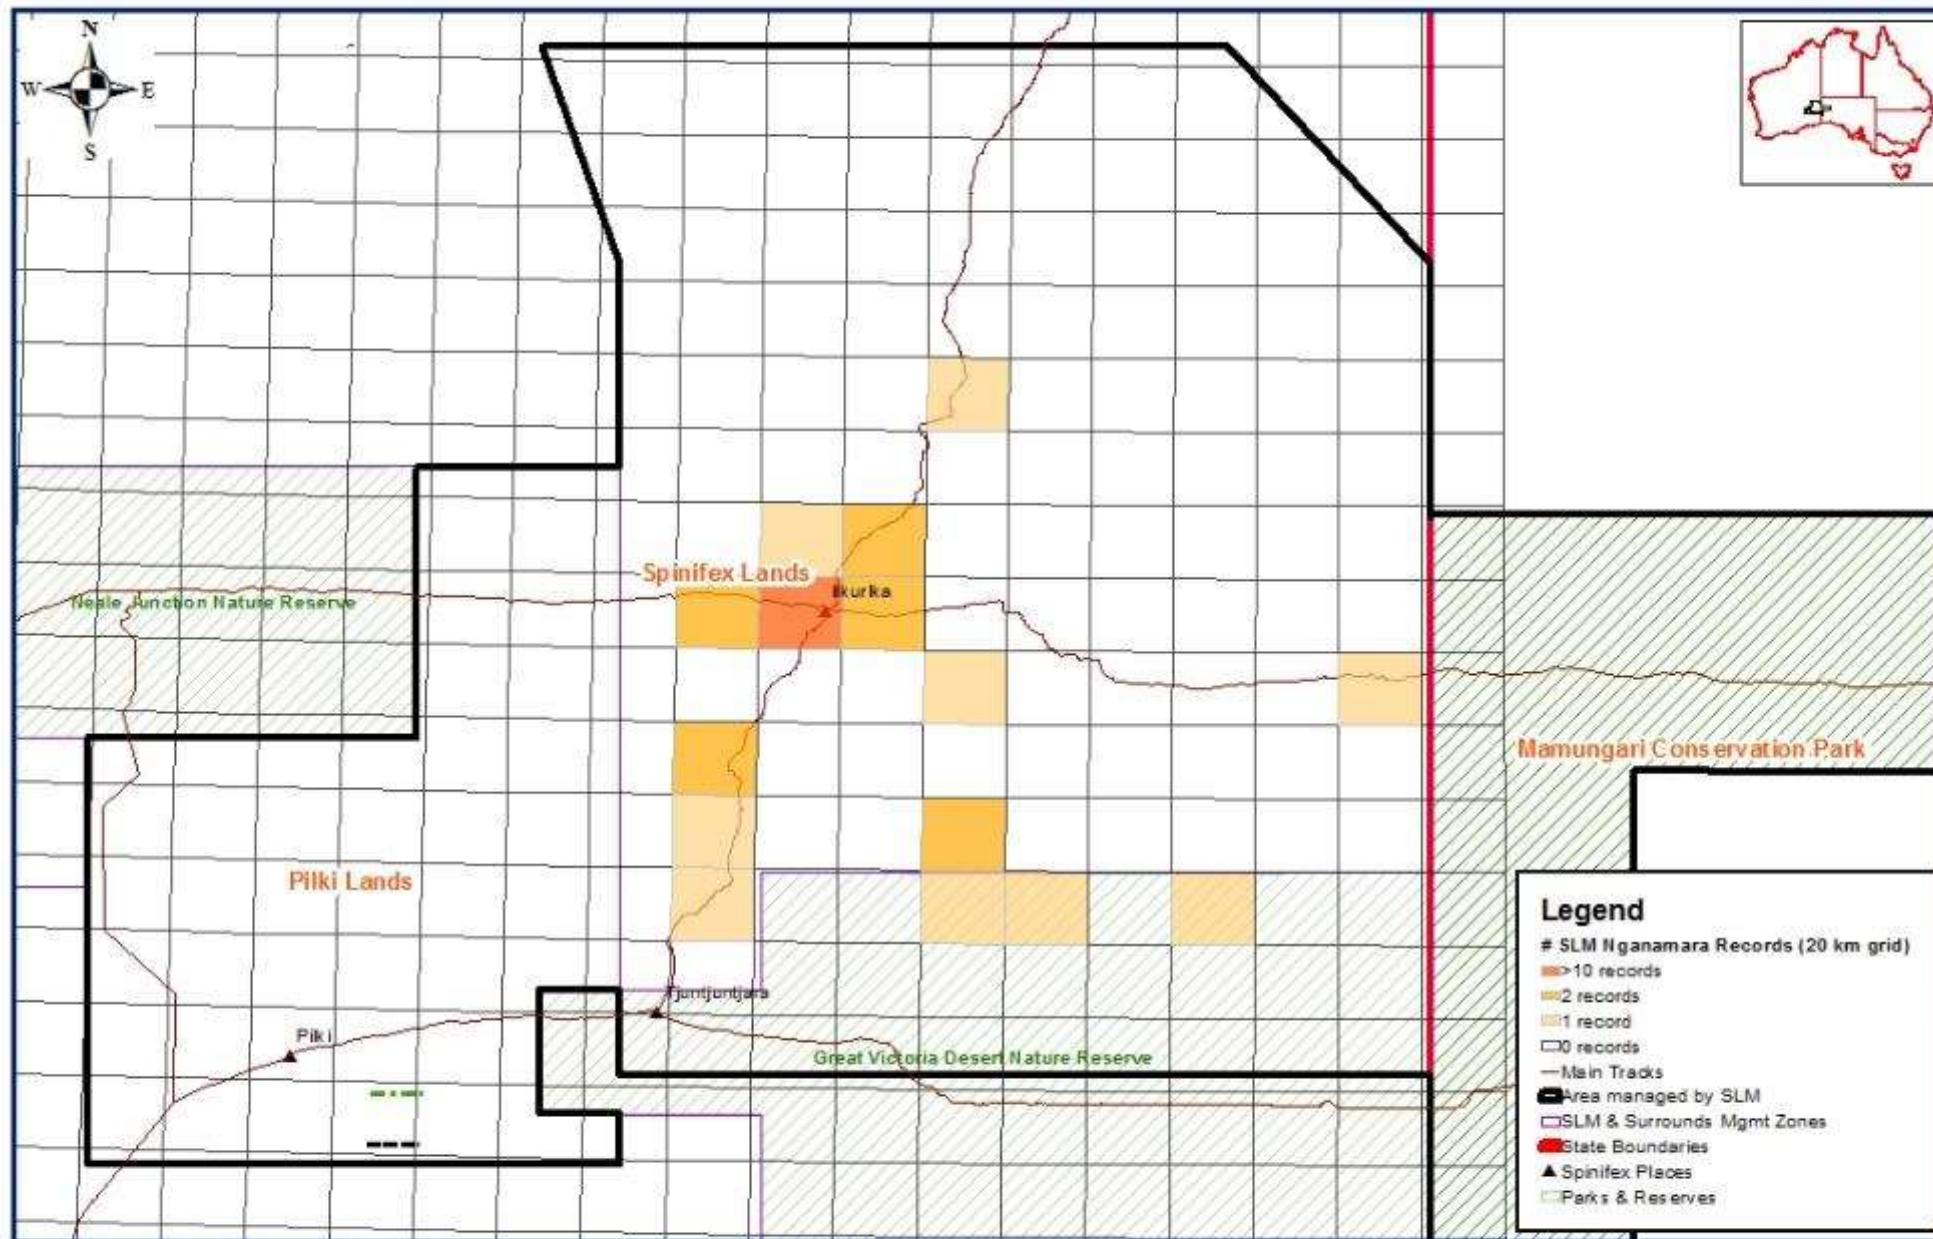 N
W E
S
Spinifex Lands
Ilkurlka
Neale Junction Nature Reserve
Mamungari Conservation Park
Pilki Lands
Tjuntjuntjara
Pilki
Great Victoria Desert Nature Reserve
Legend
# SLM Nganamara Records (20 km grid)
>10 records
2 records
1 record
0 records
Main Tracks
Area managed by SLM
SLM & Surrounds Mgmt Zones
State Boundaries
Spinifex Places
Parks & Reserves